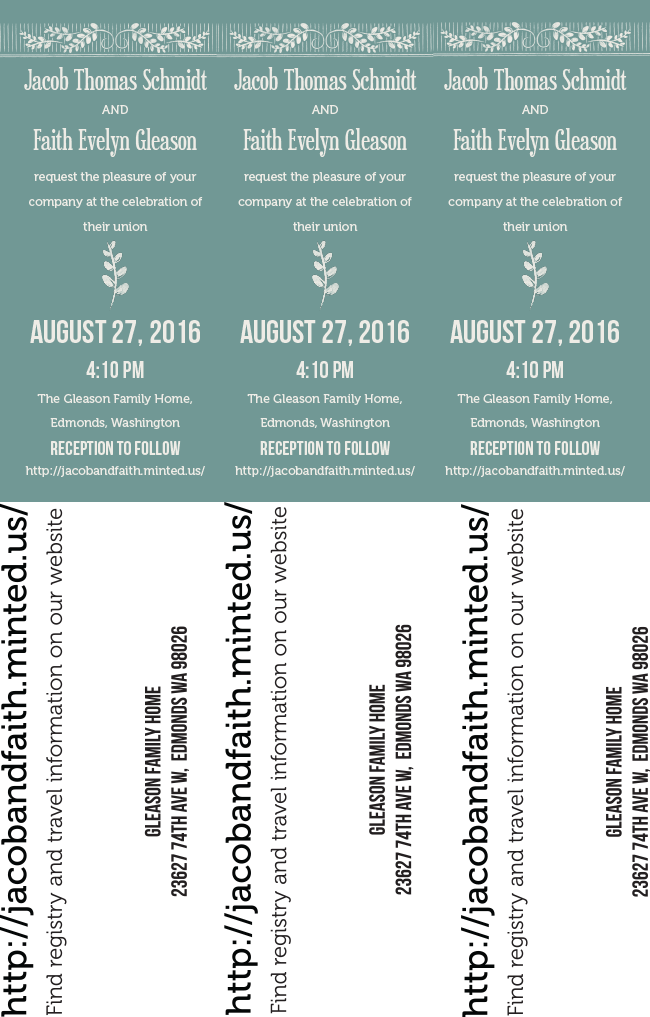 Jacob Thomas Schmidt
AND
Faith Evelyn Gleason
request the pleasure of your
company at the celebration of
their union
AUGUST 27, 2016
4:10 PM
The Gleason Family Home,
Edmonds, Washington
RECEPTION TO FOLLOW
http://jacobandfaith.minted.us/
Jacob Thomas Schmidt
AND
Faith Evelyn Gleason
request the pleasure of your
company at the celebration of
their union
AUGUST 27, 2016
4:10 PM
The Gleason Family Home,
Edmonds, Washington
RECEPTION TO FOLLOW
http://jacobandfaith.minted.us/
Jacob Thomas Schmidt
AND
Faith Evelyn Gleason
request the pleasure of your
company at the celebration of
their union
AUGUST 27, 2016
4:10 PM
The Gleason Family Home,
Edmonds, Washington
RECEPTION TO FOLLOW
http://jacobandfaith.minted.us/
http://jacobandfaith.minted.us/
Find registry and travel information on our website
GLEASON FAMILY HOME
23627 74TH AVE W, EDMONDS WA 98026
http://jacobandfaith.minted.us/
Find registry and travel information on our website
GLEASON FAMILY HOME
23627 74TH AVE W, EDMONDS WA 98026
http://jacobandfaith.minted.us/
Find registry and travel information on our website
GLEASON FAMILY HOME
23627 74TH AVE W, EDMONDS WA 98026